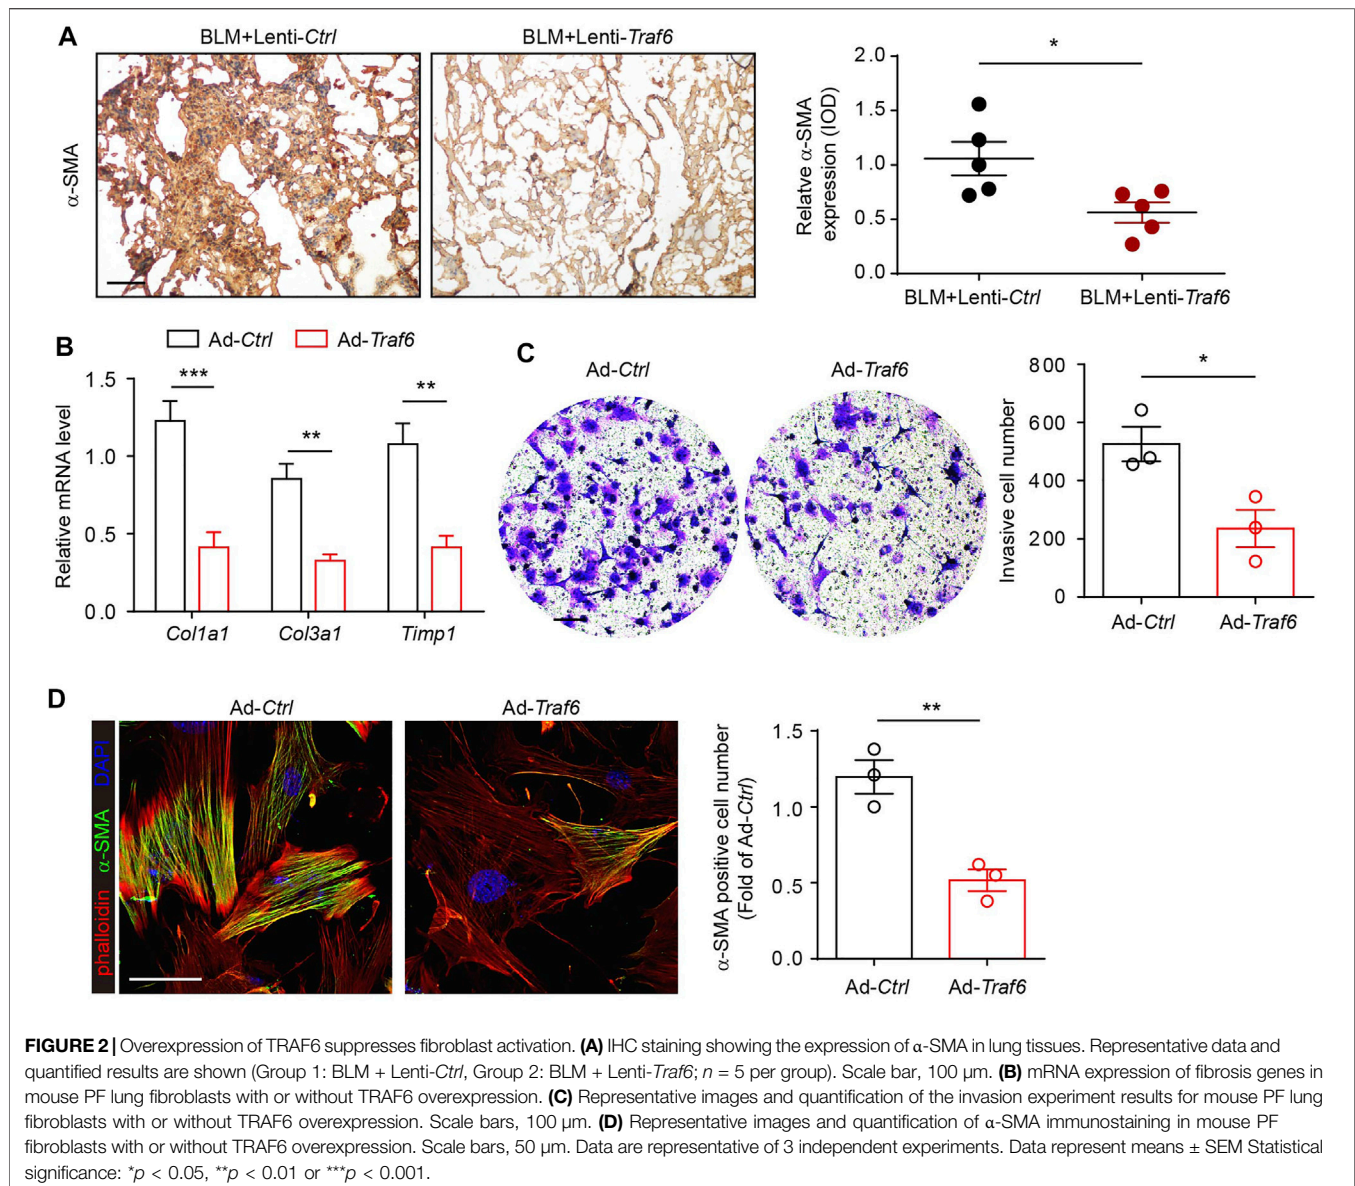 A
BLM+Lenti-Ctrl
BLM+Lenti-Traf6
α-SMA
Relatve α-SMA
expression (IOD)
2.0
1.5
1.0
0.5
0.0
*
BLM+Lenti-Ctrl
BLM+Lenti-Traf6
B
Ad-Ctrl
Ad-Traf6
Relative mRNA level
1.5
1.0
0.5
0.0
***
**
**
Col1a1
Col3a1
Timp1
C
Ad-Ctrl
Ad-Traf6
Invasive cell number
800
600
400
200
0
*
Ad-Ctrl
Ad-Traf6
D
Ad-Ctrl
Ad-Traf6
phalloidin α-SMA DAPI
α-SMA positive cell number
(Fold of Ad-Ctrl)
1.5
1.0
0.5
0.0
**
Ad-Ctrl
Ad-Traf6
FIGURE 2 | Overexpression of TRAF6 suppresses fibroblast activation. (A) IHC staining showing the expression of α-SMA in lung tissues. Representative data and
quantified results are shown (Group 1: BLM + Lenti-Ctrl, Group 2: BLM + Lenti-Traf6; n = 5 per group). Scale bar, 100 μm. (B) mRNA expression of fibrosis genes in
mouse PF lung fibroblasts with or without TRAF6 overexpression. (C) Representative images and quantification of the invasion experiment results for mouse PF lung
fibroblasts with or without TRAF6 overexpression. Scale bars, 100 μm. (D) Representative images and quantification of α-SMA immunostaining in mouse PF
fibroblasts with or without TRAF6 overexpression. Scale bars, 50 μm. Data are representative of 3 independent experiments. Data represent means ± SEM Statistical
significance: *p < 0.05, **p < 0.01 or ***p < 0.001.